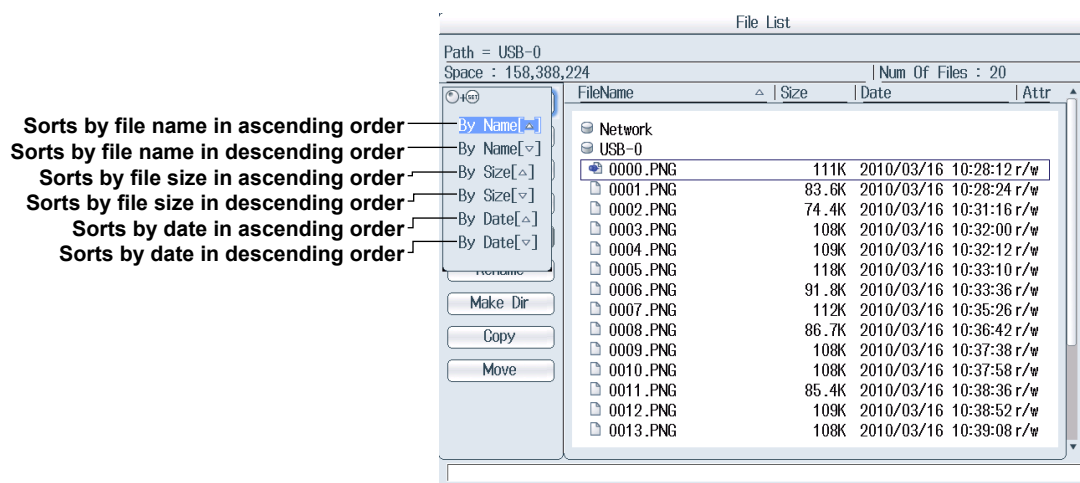 File List
Path = USB-0
Space : 158,388,224 Num Of Files : 20
FileName Size Date Attr
SET
Sorts by file name in ascending order By Name[△]
Sorts by file name in descending order By Name[▽]
Sorts by file size in ascending order By Size[△]
Sorts by file size in descending order By Size[▽]
Sorts by date in ascending order By Date[△]
Sorts by date in descending order By Date[▽]
Rename
Make Dir
Copy
Move
Network
USB-0
0000.PNG 111K 2010/03/16 10:28:12 r/w
0001.PNG 83.6K 2010/03/16 10:28:24 r/w
0002.PNG 74.4K 2010/03/16 10:31:16 r/w
0003.PNG 108K 2010/03/16 10:32:00 r/w
0004.PNG 109K 2010/03/16 10:32:12 r/w
0005.PNG 118K 2010/03/16 10:33:10 r/w
0006.PNG 91.8K 2010/03/16 10:33:36 r/w
0007.PNG 112K 2010/03/16 10:35:26 r/w
0008.PNG 86.7K 2010/03/16 10:36:42 r/w
0009.PNG 108K 2010/03/16 10:37:38 r/w
0010.PNG 108K 2010/03/16 10:37:58 r/w
0011.PNG 85.4K 2010/03/16 10:38:36 r/w
0012.PNG 109K 2010/03/16 10:38:52 r/w
0013.PNG 108K 2010/03/16 10:39:08 r/w